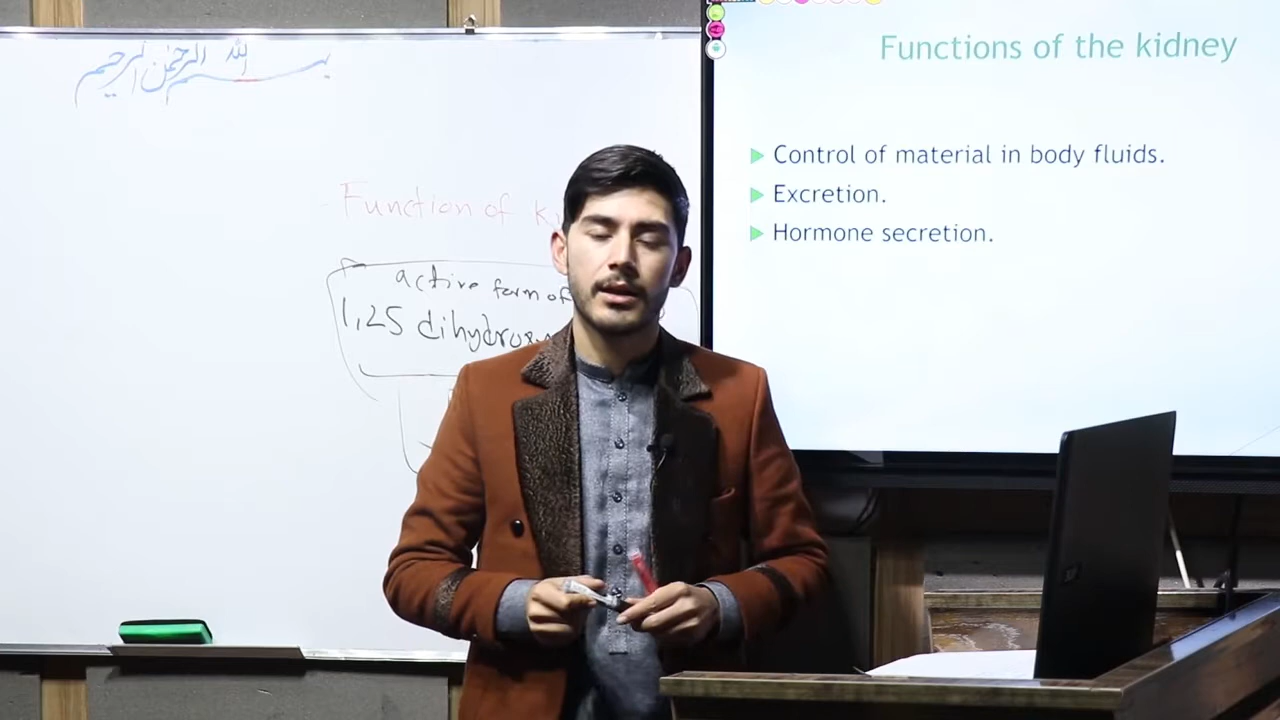 بسم الله الرحمن الرحیم
Function of
active form of
1,25 dihydroxy
Functions of the kidney
Control of material in body fluids.
Excretion.
Hormone secretion.